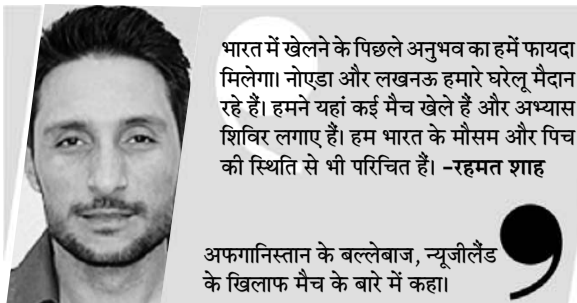 भारत में खेलने के पिछले अनुभव का हमें फायदा
मिलेगा। नोएडा और लखनऊ हमारे घरेलू मैदान
रहे हैं। हमने यहां कई मैच खेले हैं और अभ्यास
शिविर लगाए हैं। हम भारत के मौसम और पिच
की स्थिति से भी परिचित हैं। –रहमत शाह
अफगानिस्तान के बल्लेबाज, न्यूजीलैंड
के खिलाफ मैच के बारे में कहा।